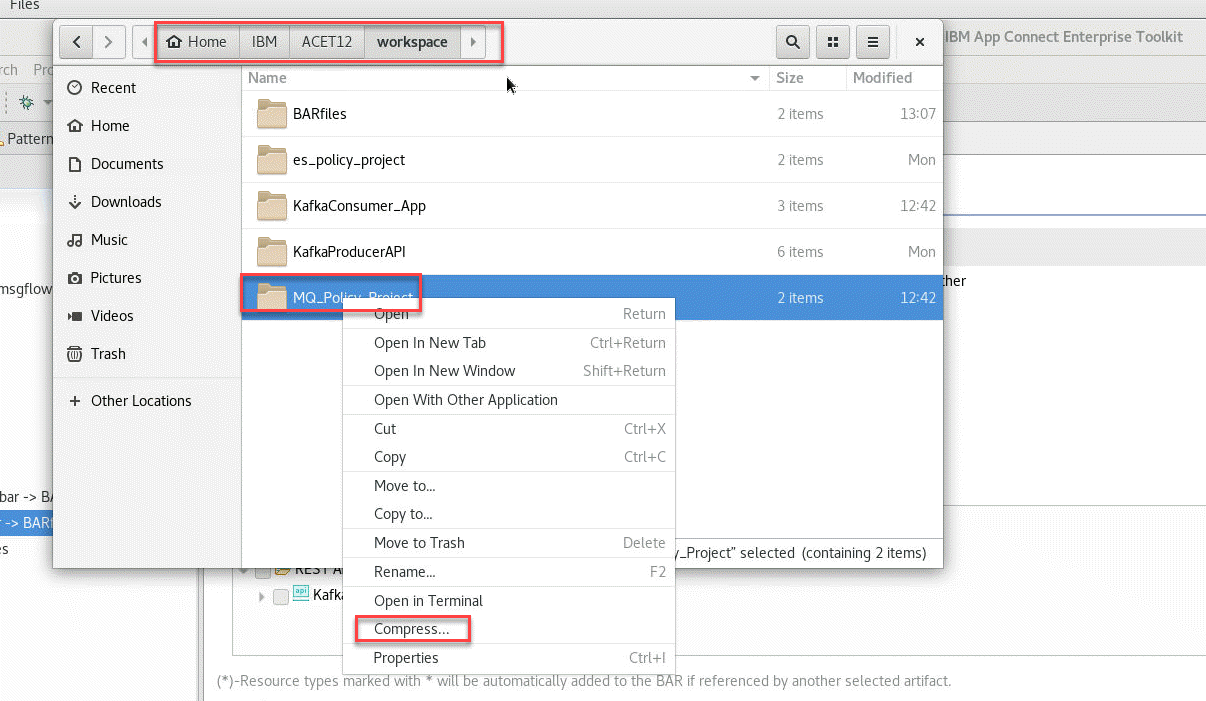 Files
Home IBM ACET12 workspace
IBM App Connect Enterprise Toolkit
Name Size Modified
Recent
Home
Documents
Downloads
Music
Pictures
Videos
Trash
+ Other Locations
BARfiles 2 items 13:07
es_policy_project 2 items Mon
KafkaConsumer_App 3 items 12:42
KafkaProducerAPI 6 items Mon
MQ_Policy_Project 2 items 12:42
Pattern
msgflow
ther
bar -> BA
-> BARf
Open Return
Open In New Tab Ctrl+Return
Open In New Window Shift+Return
Open With Other Application
Cut Ctrl+X
Copy Ctrl+C
Move to...
Copy to...
Move to Trash Delete
Rename... F2
Open in Terminal
Compress...
Properties Ctrl+I
y_Project" selected (containing 2 items)
REST A
api Kafka
(*)-Resource types marked with * will be automatically added to the BAR if referenced by another selected artifact.